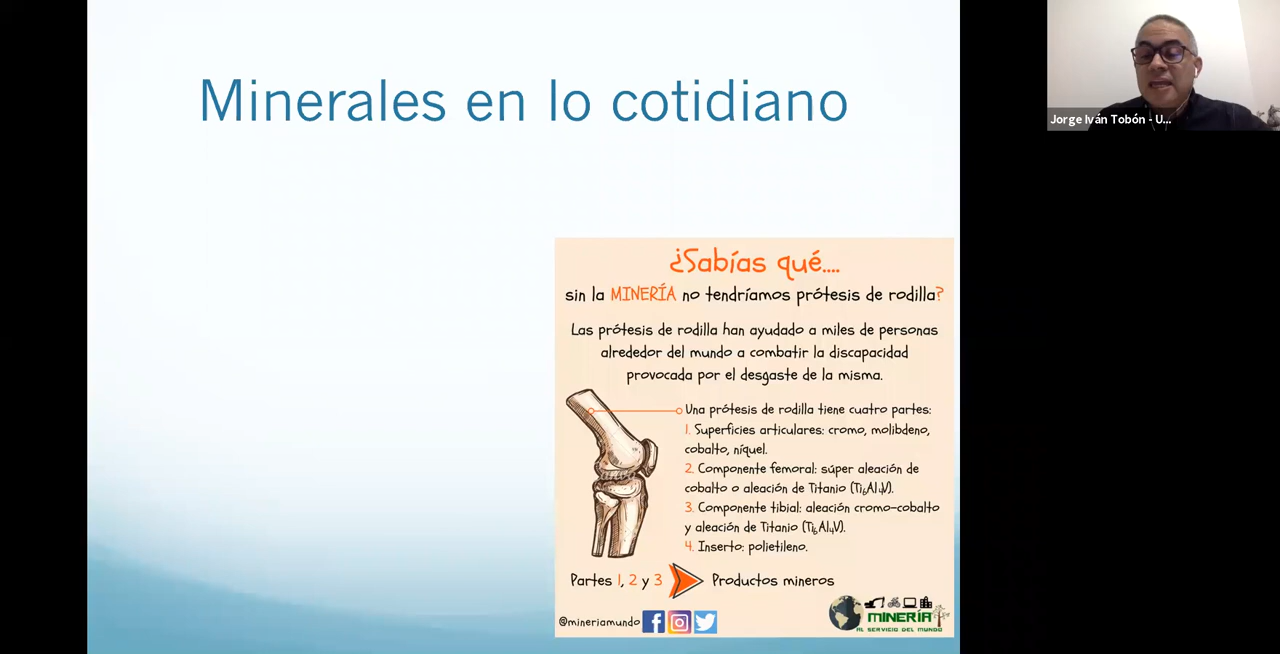 Minerales en lo cotidiano
Jorge Iván Tobón - U...
¿Sabías qué....
sin la MINERÍA no tendríamos prótesis de rodilla?
Las prótesis de rodilla han ayudado a miles de personas
alrededor del mundo a combatir la discapacidad
provocada por el desgaste de la misma.
Una prótesis de rodilla tiene cuatro partes:
1. Superficies articulares: cromo, molibdeno,
cobalto, níquel.
2. Componente femoral: súper aleación de
cobalto o aleación de Titanio (Ti₆Al₄V).
3. Componente tibial: aleación cromo-cobalto
y aleación de Titanio (Ti₆Al₄V).
4. Inserto: polietileno.
Partes 1, 2 y 3 Productos mineros
@mineriamundo
MINERÍA
AL SERVICIO DEL MUNDO